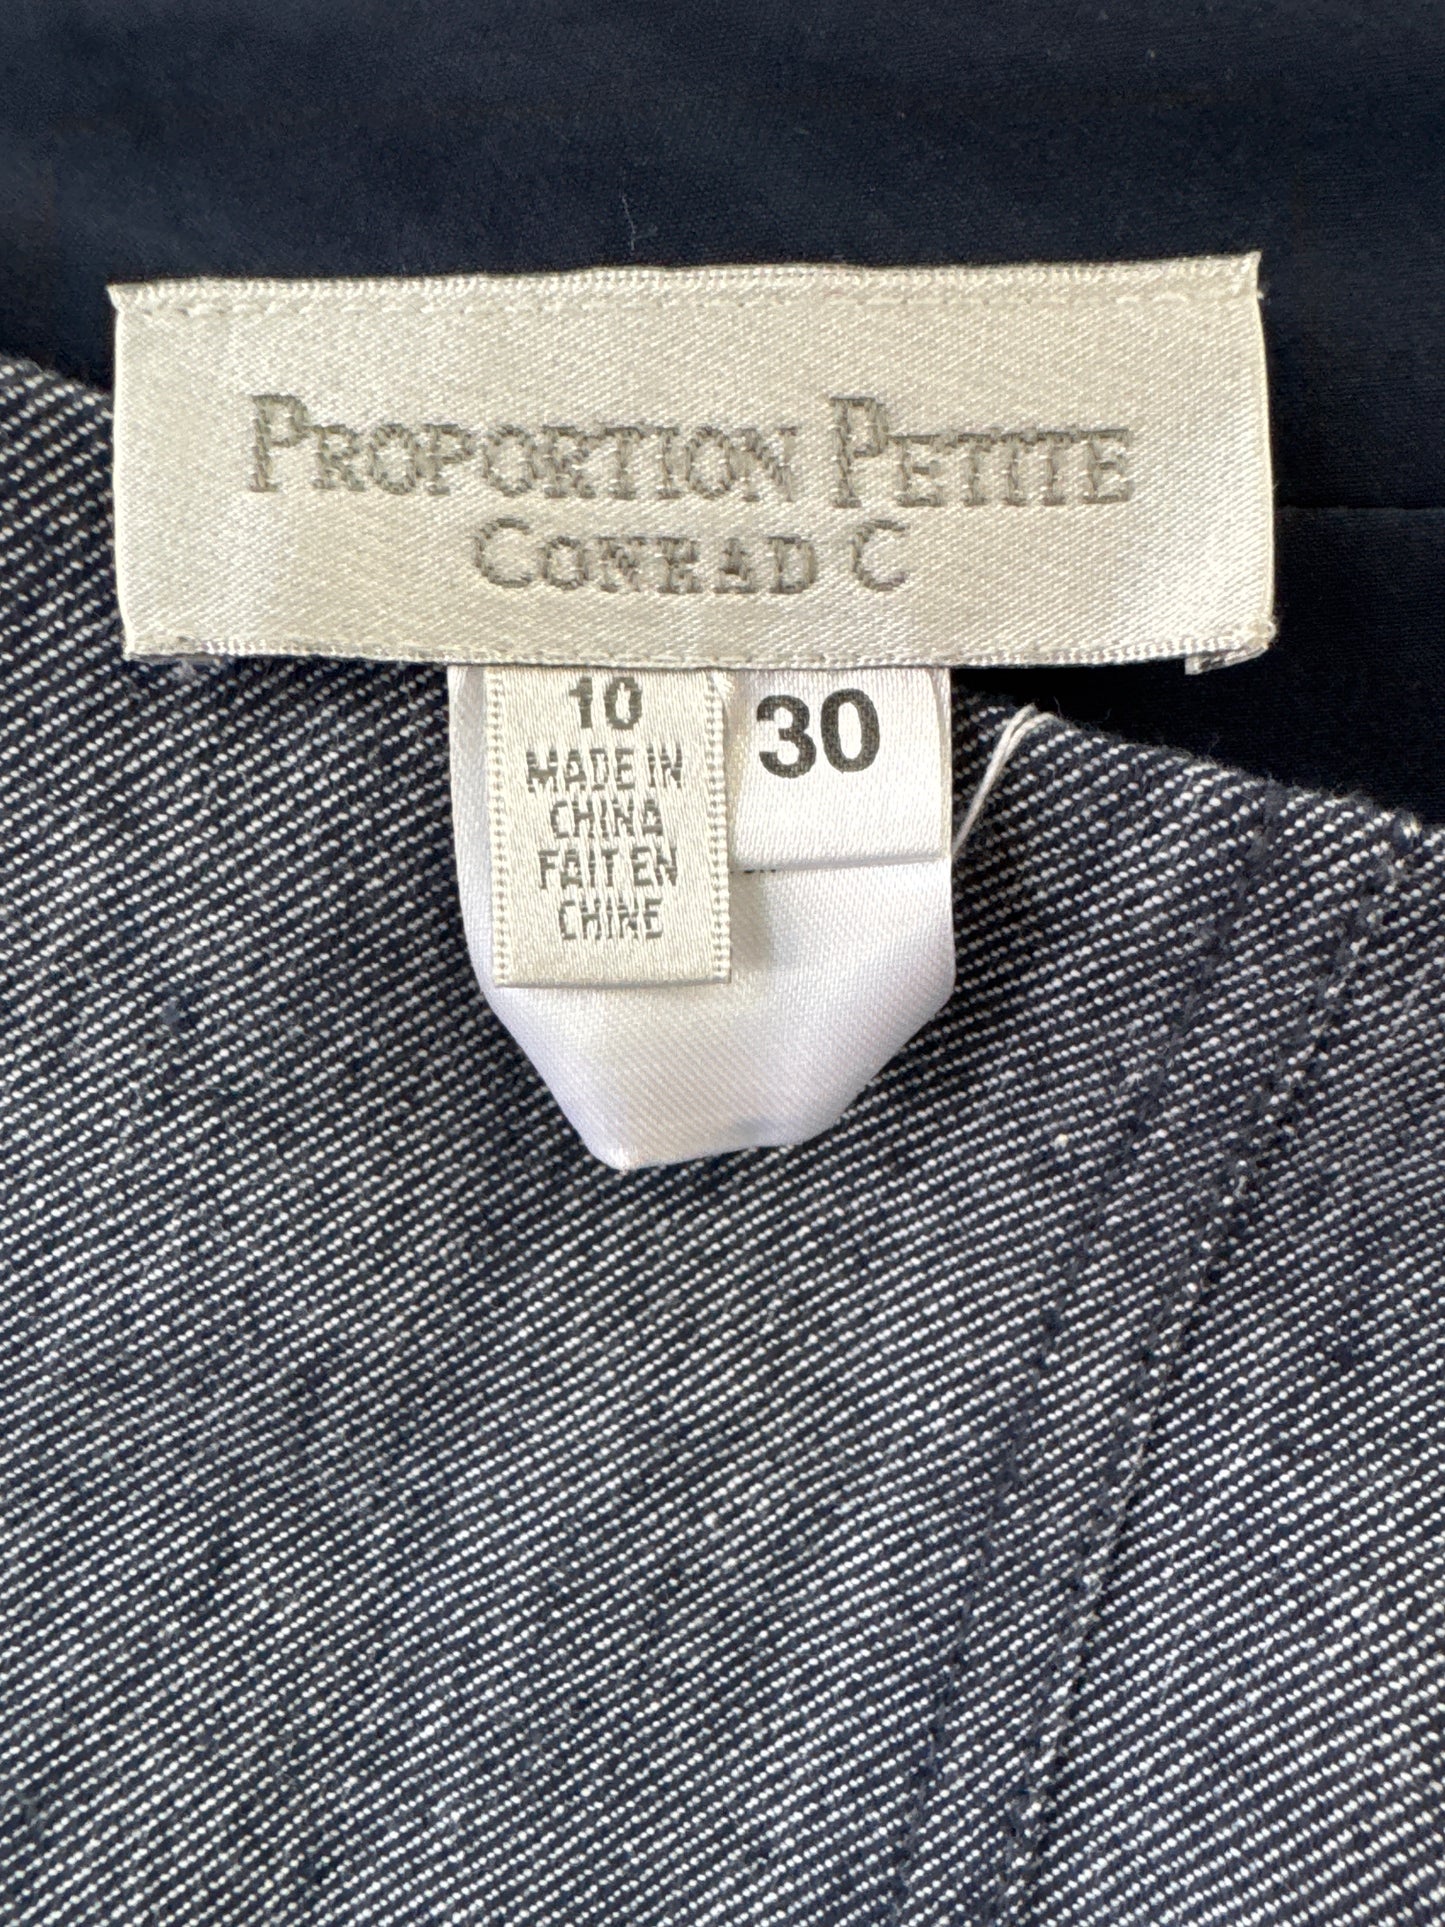 PROPORTION PETITE
CONRAD C
10
MADE IN
CHINA
FAIT EN
CHINE
30